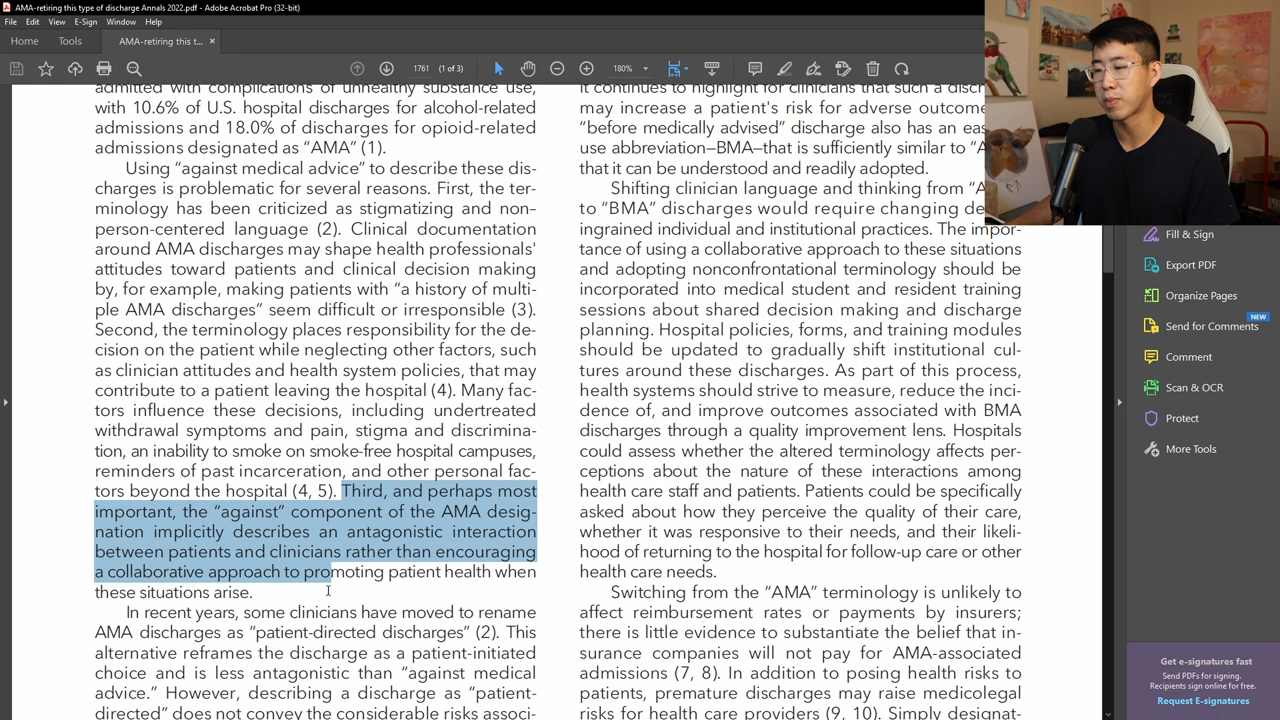 AMA-retiring this type of discharge Annals 2022.pdf - Adobe Acrobat Pro (32-bit)
File Edit View E-Sign Window Help
Home Tools AMA-retiring this t... ×
(1 of 3) 180%
admitted with complications of unhealthy substance use,
with 10.6% of U.S. hospital discharges for alcohol-related
admissions and 18.0% of discharges for opioid-related
admissions designated as “AMA” (1).
Using “against medical advice” to describe these dis-
charges is problematic for several reasons. First, the ter-
minology has been criticized as stigmatizing and non-
person-centered language (2). Clinical documentation
around AMA discharges may shape health professionals'
attitudes toward patients and clinical decision making
by, for example, making patients with “a history of multi-
ple AMA discharges” seem difficult or irresponsible (3).
Second, the terminology places responsibility for the de-
cision on the patient while neglecting other factors, such
as clinician attitudes and health system policies, that may
contribute to a patient leaving the hospital (4). Many fac-
tors influence these decisions, including undertreated
withdrawal symptoms and pain, stigma and discrimina-
tion, an inability to smoke on smoke-free hospital campuses,
reminders of past incarceration, and other personal fac-
tors beyond the hospital (4, 5). Third, and perhaps most
important, the “against” component of the AMA desig-
nation implicitly describes an antagonistic interaction
between patients and clinicians rather than encouraging
a collaborative approach to promoting patient health when
these situations arise.
In recent years, some clinicians have moved to rename
AMA discharges as “patient-directed discharges” (2). This
alternative reframes the discharge as a patient-initiated
choice and is less antagonistic than “against medical
advice.” However, describing a discharge as “patient-
directed” does not convey the considerable risks associ-
it continues to highlight for clinicians that such a
may increase a patient's risk for adverse
“before medically advised” discharge also has an
use abbreviation—BMA—that is sufficiently similar to
that it can be understood and readily adopted.
Shifting clinician language and thinking from
to “BMA” discharges would require changing
ingrained individual and institutional practices. The impor-
tance of using a collaborative approach to these situations
and adopting nonconfrontational terminology should be
incorporated into medical student and resident training
sessions about shared decision making and discharge
planning. Hospital policies, forms, and training modules
should be updated to gradually shift institutional cul-
tures around these discharges. As part of this process,
health systems should strive to measure, reduce the inci-
dence of, and improve outcomes associated with BMA
discharges through a quality improvement lens. Hospitals
could assess whether the altered terminology affects per-
ceptions about the nature of these interactions among
health care staff and patients. Patients could be specifically
asked about how they perceive the quality of their care,
whether it was responsive to their needs, and their likeli-
hood of returning to the hospital for follow-up care or other
health care needs.
Switching from the “AMA” terminology is unlikely to
affect reimbursement rates or payments by insurers;
there is little evidence to substantiate the belief that in-
surance companies will not pay for AMA-associated
admissions (7, 8). In addition to posing health risks to
patients, premature discharges may raise medicolegal
risks for health care providers (9, 10). Simply designat-
Fill & Sign
Export PDF
Organize Pages
NEW
Send for Comments
Comment
Scan & OCR
Protect
More Tools
Get e-signatures fast
Send PDFs for signing.
Recipients sign online for free.
Request E-signatures